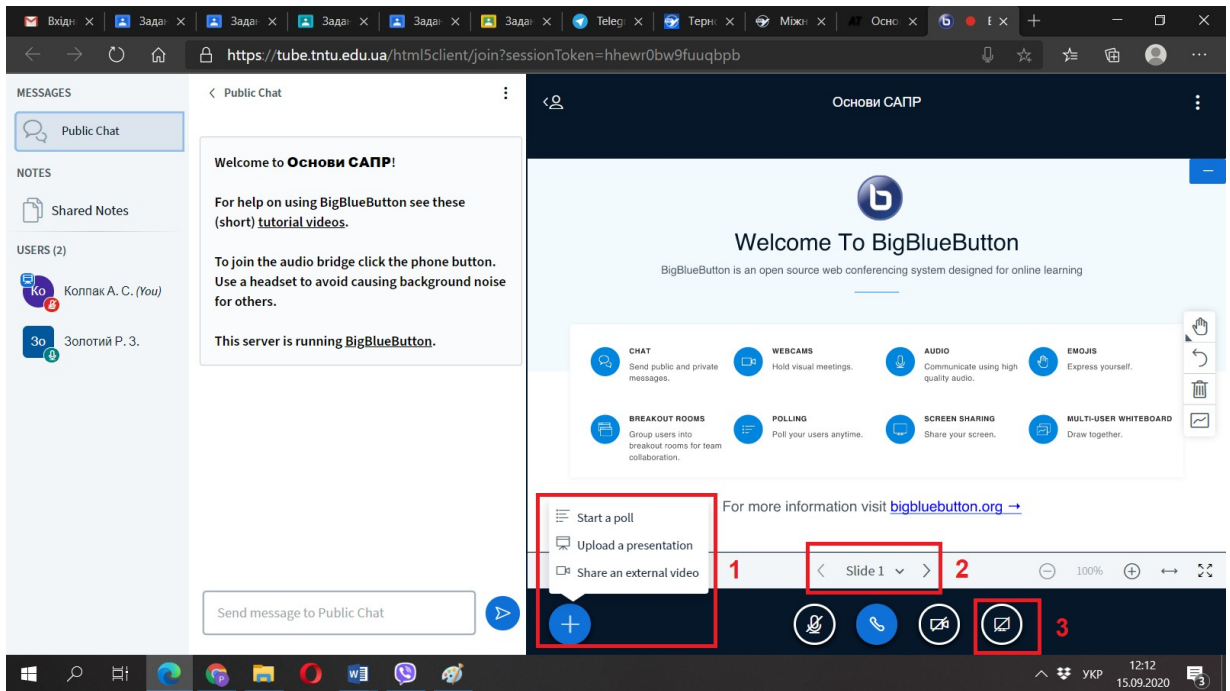 Вхідн
Задан
Задан
Задан
Задан
Задан
Telegr
Терно
Міжн
Осно
https://tube.tntu.edu.ua/html5client/join?sessionToken=hhewr0bw9fuuqbpb
MESSAGES
Public Chat
NOTES
Shared Notes
USERS (2)
Ko
Колпак А. С. (You)
Зо
Золотий Р. З.
Public Chat
Welcome to Основи САПР!
For help on using BigBlueButton see these
(short) tutorial videos.
To join the audio bridge click the phone button.
Use a headset to avoid causing background noise
for others.
This server is running BigBlueButton.
Send message to Public Chat
Основи САПР
Welcome To BigBlueButton
BigBlueButton is an open source web conferencing system designed for online learning
CHAT
Send public and private
messages.
WEBCAMS
Hold visual meetings.
AUDIO
Communicate using high
quality audio.
EMOJIS
Express yourself.
BREAKOUT ROOMS
Group users into
breakout rooms for team
collaboration.
POLLING
Poll your users anytime.
SCREEN SHARING
Share your screen.
MULTI-USER WHITEBOARD
Draw together.
For more information visit bigbluebutton.org →
Start a poll
Upload a presentation
Share an external video
1
Slide 1
2
100%
3
УКР
12:12
15.09.2020
3